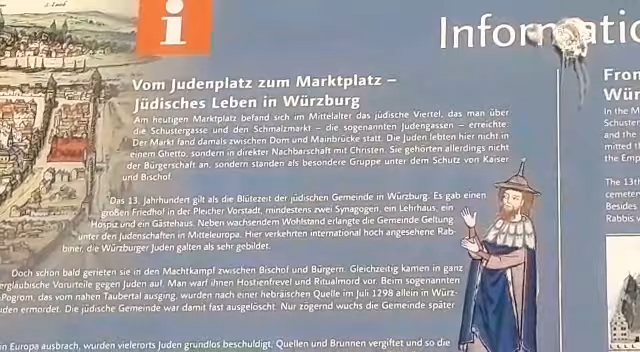 S. Luard
i
Information
Vom Judenplatz zum Marktplatz –
Jüdisches Leben in Würzburg
Am heutigen Marktplatz befand sich im Mittelalter das jüdische Viertel, das man über
die Schustergasse und den Schmalzmarkt – die sogenannten Judengassen – erreichte.
Der Markt fand damals zwischen Dom und Mainbrücke statt. Die Juden lebten hier nicht in
einem Ghetto, sondern in direkter Nachbarschaft mit Christen. Sie gehörten allerdings nicht
der Bürgerschaft an, sondern standen als besondere Gruppe unter dem Schutz von Kaiser
und Bischof.
Das 13. Jahrhundert gilt als die Blütezeit der jüdischen Gemeinde in Würzburg. Es gab einen
großen Friedhof in der Pleicher Vorstadt, mindestens zwei Synagogen, ein Lehrhaus, ein
Hospiz und ein Gästehaus. Neben wachsendem Wohlstand erlangte die Gemeinde Geltung
unter den Judenschaften in Mitteleuropa. Hier verkehrten international hoch angesehene Rab-
biner, die Würzburger Juden galten als sehr gebildet.
Doch schon bald gerieten sie in den Machtkampf zwischen Bischof und Bürgern. Gleichzeitig kamen in ganz
ergläubische Vorurteile gegen Juden auf. Man warf ihnen Hostienfrevel und Ritualmord vor. Beim sogenannten
Pogrom, das vom nahen Taubertal ausging, wurden nach einer hebräischen Quelle im Juli 1298 allein in Würz-
uden ermordet. Die jüdische Gemeinde war damit fast ausgelöscht. Nur zögernd wuchs die Gemeinde später
in Europa ausbrach, wurden vielerorts Juden grundlos beschuldigt, Quellen und Brunnen vergiftet und so die
From
Wür
In the M
Schuster
and the
mitted t
the Emp
The 13th
cemeter
Besides
Rabbis